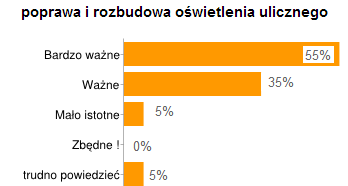 poprawa i rozbudowa oświetlenia ulicznego
Bardzo ważne 55%
Ważne 35%
Mało istotne 5%
Zbędne ! 0%
trudno powiedzieć 5%